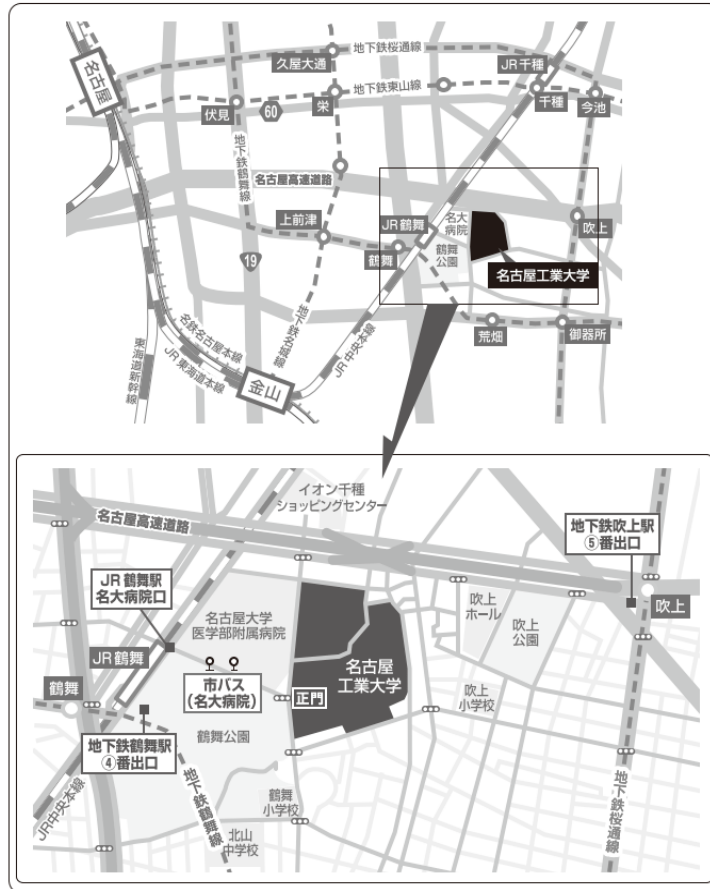 地下鉄桜通線
久屋大通
JR千種
名古屋
地下鉄東山線
伏見
60
栄
千種
今池
地下鉄鶴舞線
名古屋高速道路
上前津
JR鶴舞
名大
病院
吹上
鶴舞
鶴舞
公園
19
名古屋工業大学
地下鉄名城線
名鉄名古屋本線
JR東海道本線
東海道新幹線
JR中央本線
荒畑
御器所
金山
イオン千種
ショッピングセンター
名古屋高速道路
地下鉄吹上駅
⑤番出口
JR鶴舞駅
名大病院口
名古屋大学
医学部附属病院
吹上
ホール
吹上
公園
吹上
JR鶴舞
名古屋
工業大学
市バス
(名大病院)
正門
吹上
小学校
鶴舞
地下鉄鶴舞駅
④番出口
鶴舞公園
鶴舞
小学校
北山
中学校
JR中央本線
地下鉄鶴舞線
地下鉄桜通線